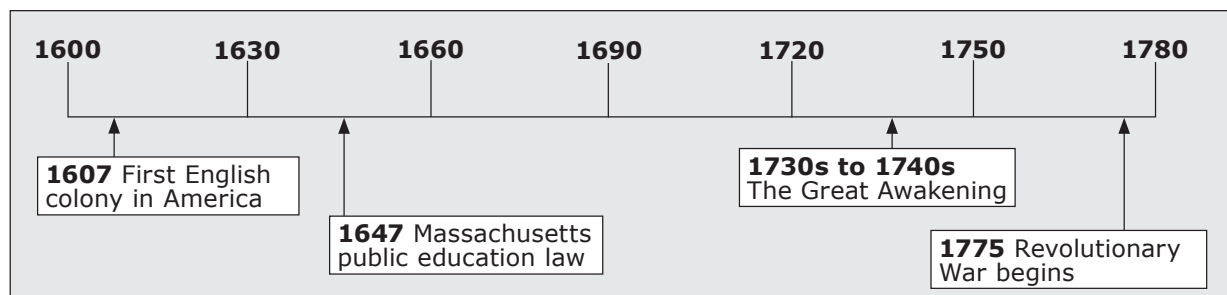 1600 1630 1660 1690 1720 1750 1780
1607 First English
colony in America
1647 Massachusetts
public education law
1730s to 1740s
The Great Awakening
1775 Revolutionary
War begins